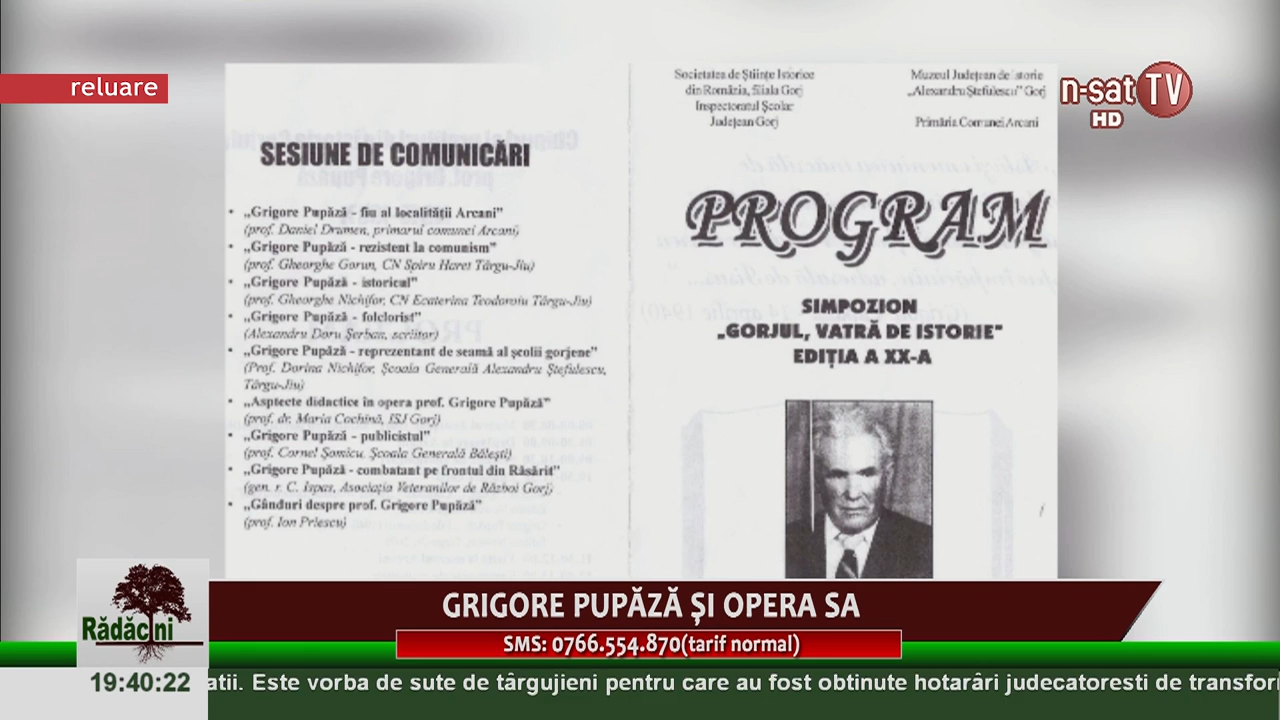 reluare
n-sat TV
HD
SESIUNE DE COMUNICĂRI
• „Grigore Pupăză - fiu al localității Arcani”
(prof. Daniel Drumen, primarul comunei Arcani)
• „Grigore Pupăză - rezistent la comunism”
(prof. Gheorghe Gorun, CN Spiru Haret Târgu-Jiu)
• „Grigore Pupăză - istoricul”
(prof. Gheorghe Nichifor, CN Ecaterina Teodoroiu Târgu-Jiu)
• „Grigore Pupăză - folclorist”
(Alexandru Doru Șerban, scriitor)
• „Grigore Pupăză - reprezentant de seamă al școlii gorjene”
(Prof. Dorina Nichifor, Școala Generală Alexandru Ștefulescu,
Târgu-Jiu)
• „Asptecte didactice în opera prof. Grigore Pupăză”
(prof. dr. Maria Cochină, ISJ Gorj)
• „Grigore Pupăză - publicistul”
(prof. Cornel Șomîcu, Școala Generală Bălești)
• „Grigore Pupăză - combatant pe frontul din Răsărit”
(gen. r. C. Ispas, Asociația Veteranilor de Război Gorj)
• „Gânduri despre prof. Grigore Pupăză”
(prof. Ion Priescu)
Societatea de Științe Istorice
din România, filiala Gorj
Inspectoratul Școlar
Județean Gorj
Muzeul Județean de Istorie
„Alexandru Ștefulescu” Gorj
Primăria Comunei Arcani
PROGRAM
SIMPOZION
„GORJUL, VATRĂ DE ISTORIE”
EDIȚIA A XX-A
Rădăcini
GRIGORE PUPĂZĂ ȘI OPERA SA
SMS: 0766.554.870(tarif normal)
19:40:22
atii. Este vorba de sute de târgujieni pentru care au fost obtinute hotarâri judecatoresti de transfor